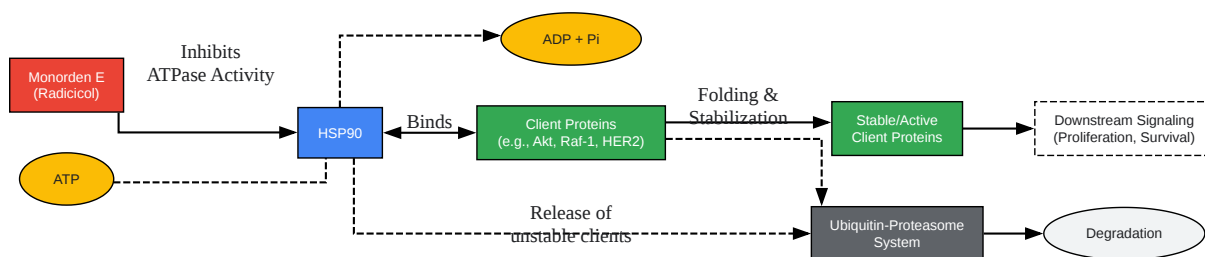 Monorden E
(Radicicol)
Inhibits
ATPase Activity
ADP + Pi
HSP90
ATP
Binds
Client Proteins
(e.g., Akt, Raf-1, HER2)
Folding &
Stabilization
Stable/Active
Client Proteins
Downstream Signaling
(Proliferation, Survival)
Release of
unstable clients
Ubiquitin-Proteasome
System
Degradation